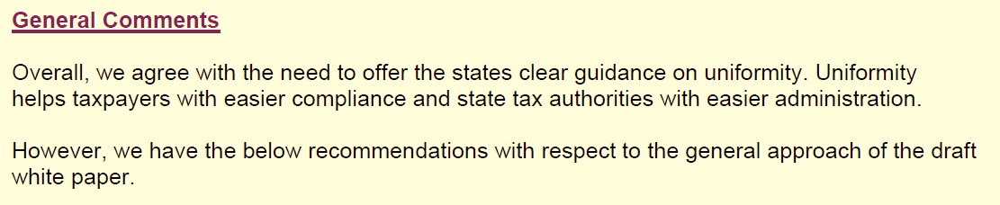 General Comments
Overall, we agree with the need to offer the states clear guidance on uniformity. Uniformity
helps taxpayers with easier compliance and state tax authorities with easier administration.
However, we have the below recommendations with respect to the general approach of the draft
white paper.